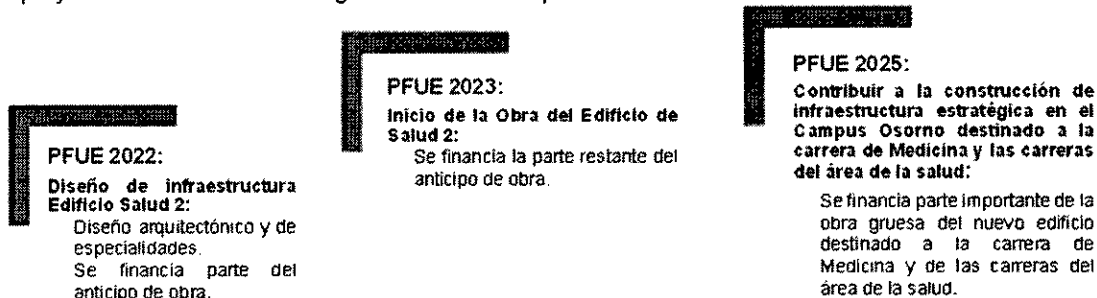 PFUE 2022:
Diseño de infraestructura
Edificio Salud 2:
Diseño arquitectónico y de
especialidades.
Se financia parte del
anticipo de obra.
PFUE 2023:
Inicio de la Obra del Edificio de
Salud 2:
Se financia la parte restante del
anticipo de obra.
PFUE 2025:
Contribuir a la construcción de
infraestructura estratégica en el
Campus Osorno destinado a la
carrera de Medicina y las carreras
del área de la salud:
Se financia parte importante de la
obra gruesa del nuevo edificio
destinado a la carrera de
Medicina y de las carreras del
área de la salud.